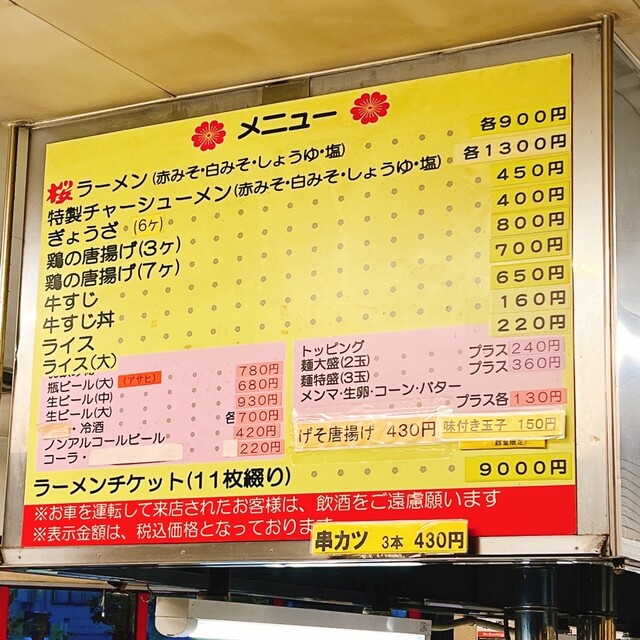 メニュー
桜ラーメン(赤みそ・白みそ・しょうゆ・塩) 各900円
特製チャーシューメン(赤みそ・白みそ・しょうゆ・塩) 各1300円
ぎょうざ (6ヶ) 450円
鶏の唐揚げ(3ヶ) 400円
鶏の唐揚げ(7ヶ) 800円
牛すじ 700円
牛すじ丼 650円
ライス 160円
ライス(大) 220円
780円
瓶ビール(大) (アサヒ) 680円
生ビール(中) 930円
生ビール(大) 各700円
・冷酒 420円
ノンアルコールビール 220円
コーラ・
トッピング
麺大盛(2玉) プラス240円
麺特盛(3玉) プラス360円
メンマ・生卵・コーン・バター プラス各130円
げそ唐揚げ 430円
味付き玉子 150円
(数量限定)
ラーメンチケット(11枚綴り) 9000円
※お車を運転して来店されたお客様は、飲酒をご遠慮願います
※表示金額は、税込価格となっております
串カツ 3本 430円